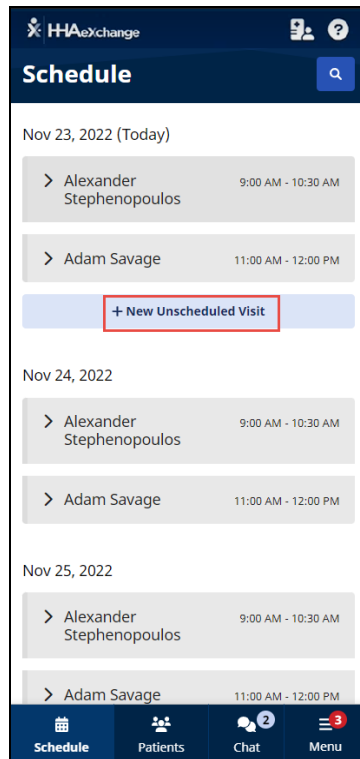 HHAeXchange
Schedule
Nov 23, 2022 (Today)
Alexander
Stephenopoulos
9:00 AM - 10:30 AM
Adam Savage
11:00 AM - 12:00 PM
+ New Unscheduled Visit
Nov 24, 2022
Alexander
Stephenopoulos
9:00 AM - 10:30 AM
Adam Savage
11:00 AM - 12:00 PM
Nov 25, 2022
Alexander
Stephenopoulos
9:00 AM - 10:30 AM
Adam Savage
11:00 AM - 12:00 PM
2
3
Schedule Patients Chat Menu